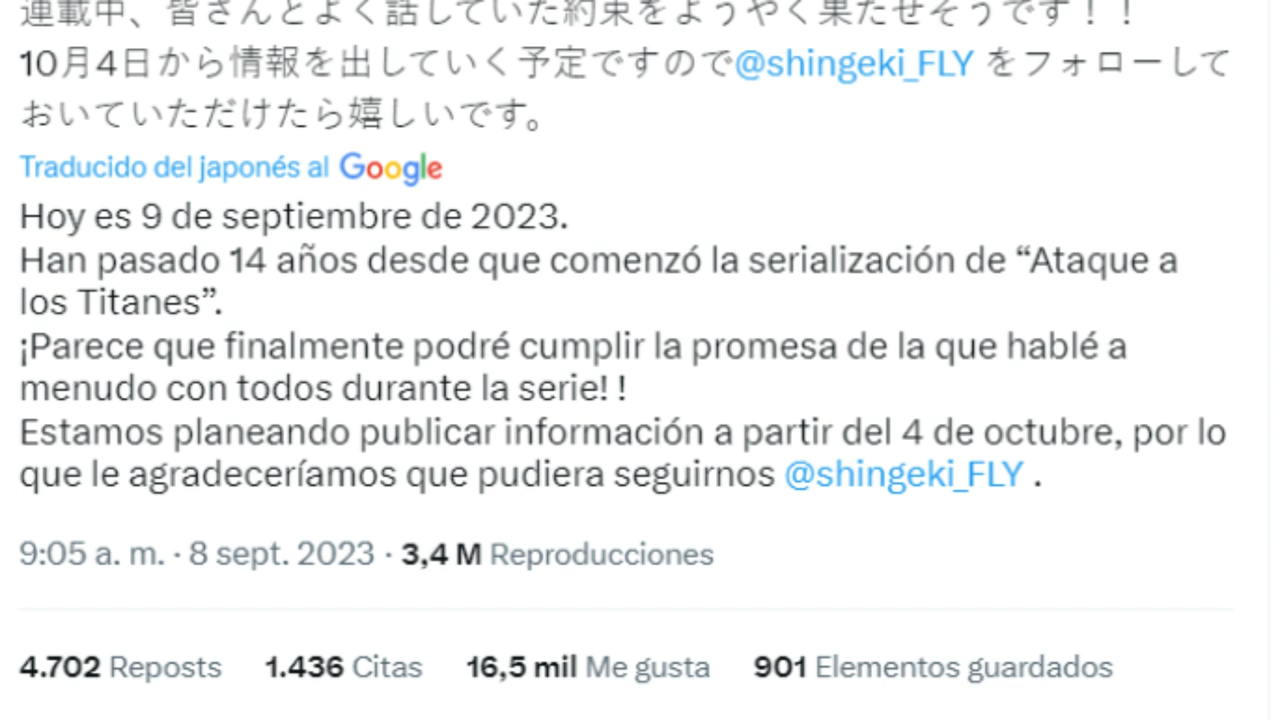 連載中、皆さんとよく話していた約束をようやく果たせそうです！！
10月4日から情報を出していく予定ですので@shingeki_FLY をフォローして
おいていただけたら嬉しいです。
Traducido del japonés al Google
Hoy es 9 de septiembre de 2023.
Han pasado 14 años desde que comenzó la serialización de “Ataque a
los Titanes”.
¡Parece que finalmente podré cumplir la promesa de la que hablé a
menudo con todos durante la serie! !
Estamos planeando publicar información a partir del 4 de octubre, por lo
que le agradeceríamos que pudiera seguirnos @shingeki_FLY .
9:05 a. m. · 8 sept. 2023 · 3,4 M Reproducciones
4.702 Reposts 1.436 Citas 16,5 mil Me gusta 901 Elementos guardados